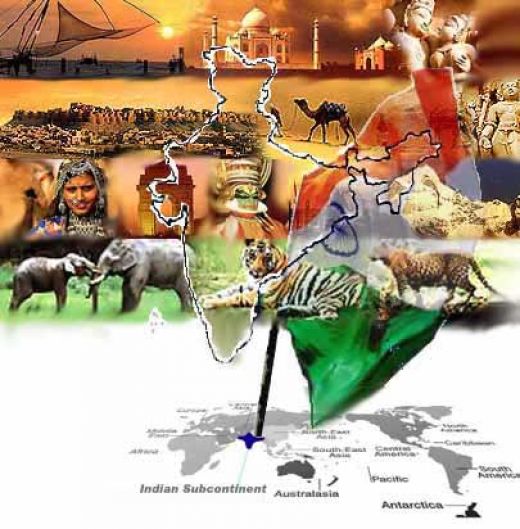 Europe
Central Asia
Middle East
Africa
South-East Asia
South-East Asia
Central America
North America
Caribbean
South America
Pacific
Indian Subcontinent
Australasia
Antarctica